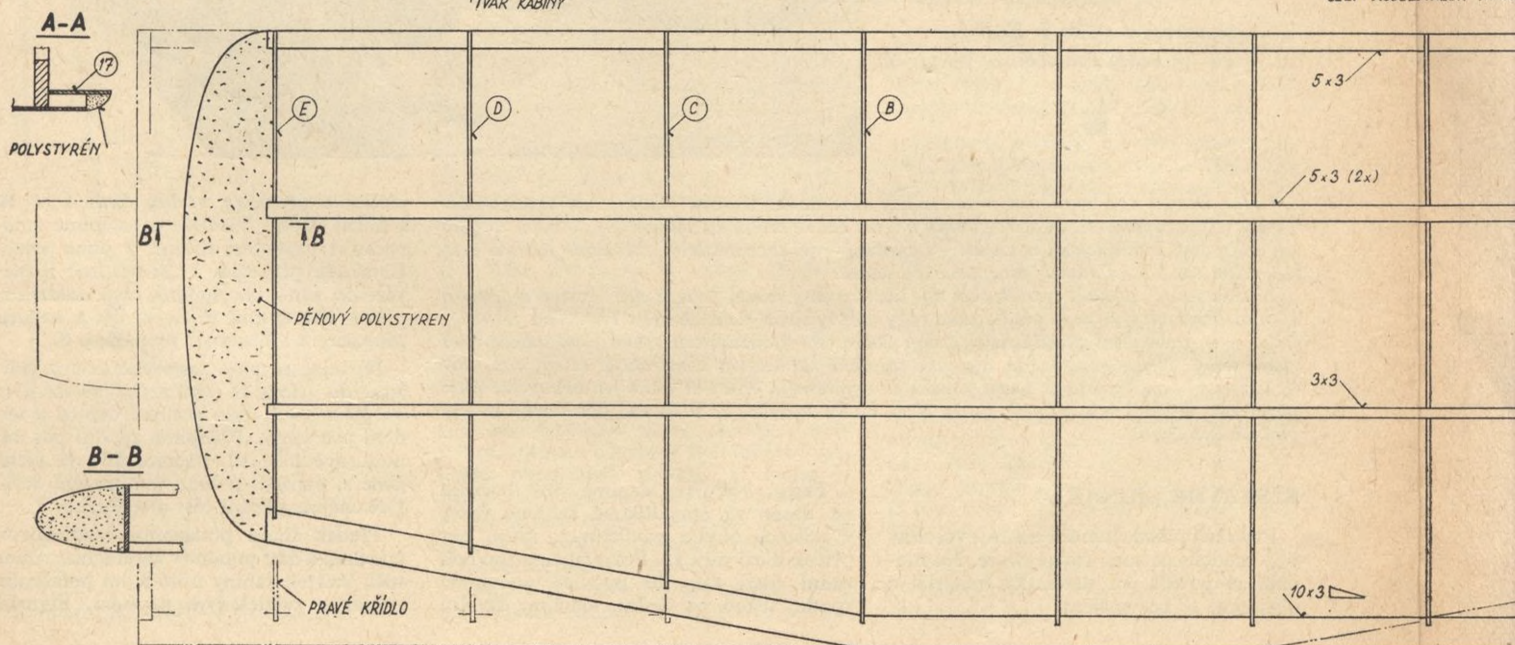 TVAR KABINY
A-A
17
POLYSTYRÉN
E
D
C
B
5x3
5x3 (2x)
B
B
PĚNOVÝ POLYSTYREN
3x3
B-B
10x3
PRAVÉ KŘÍDLO